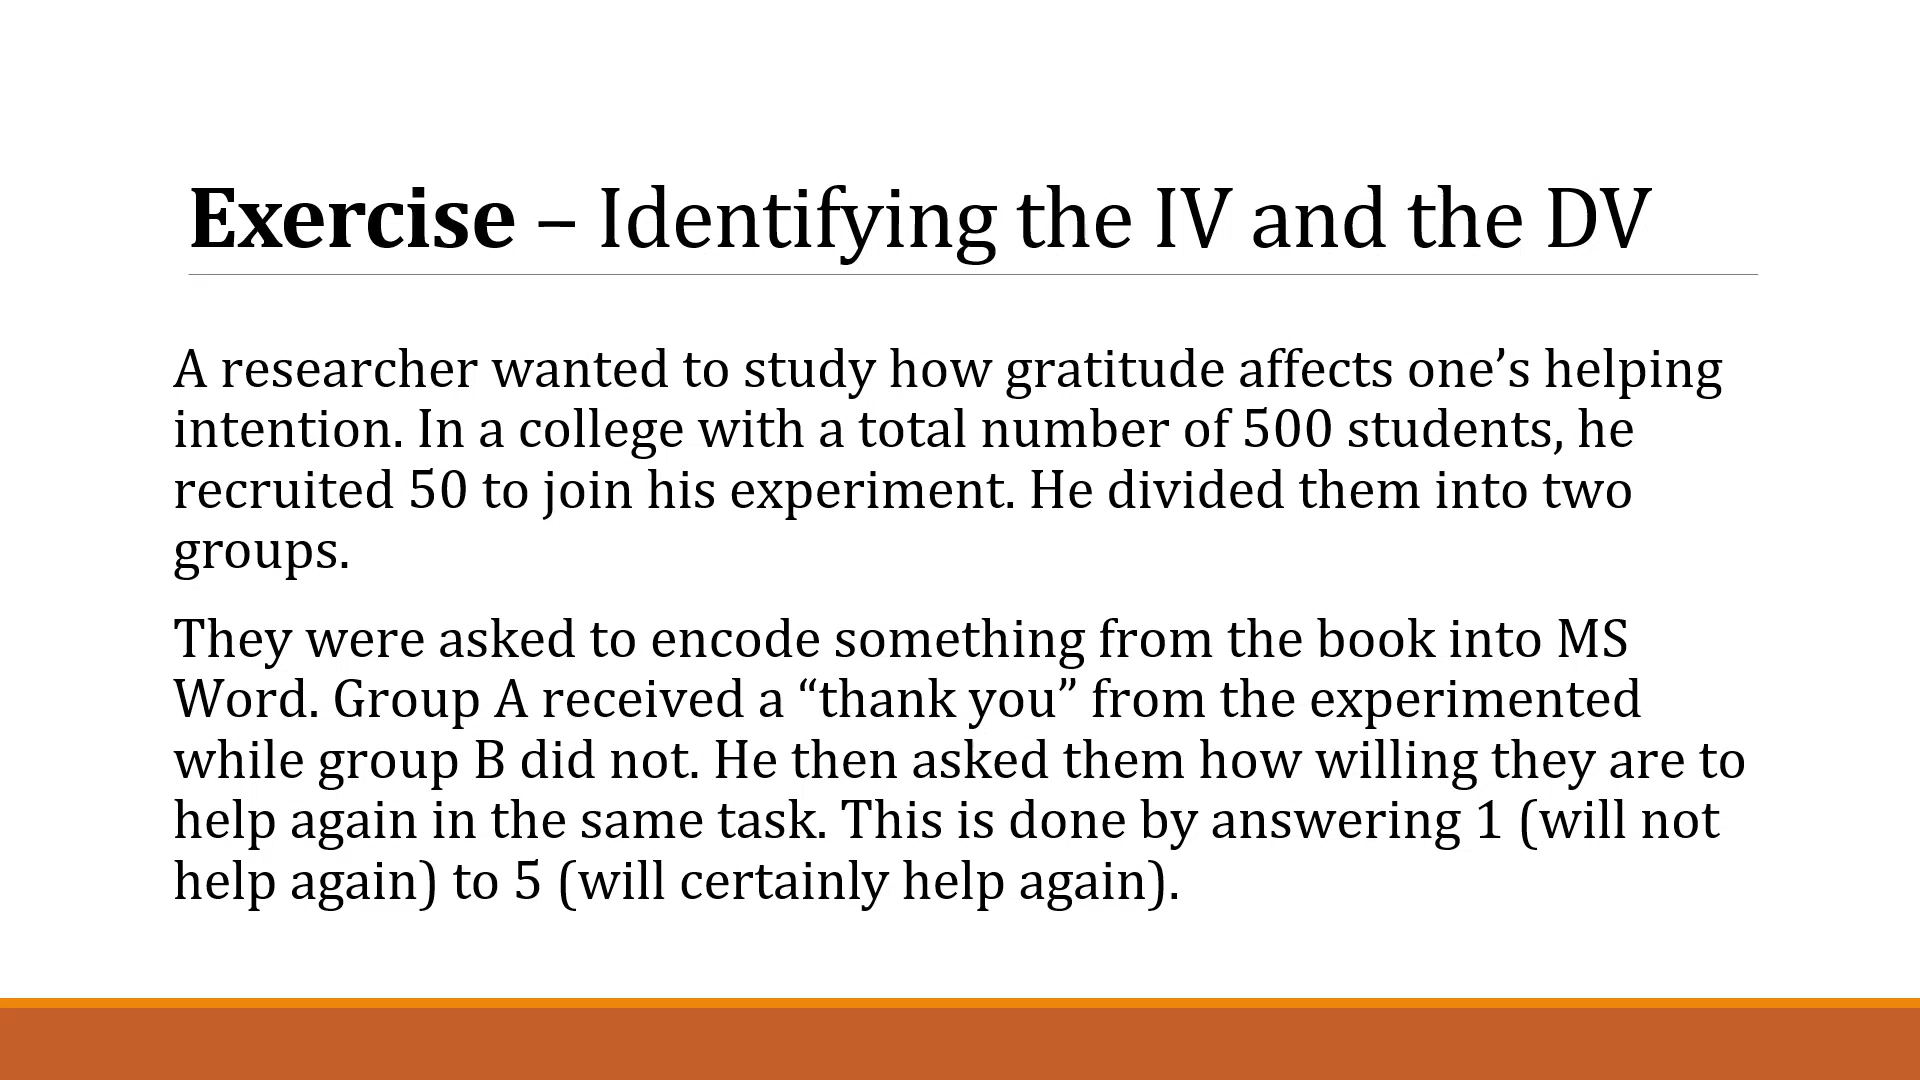 Exercise – Identifying the IV and the DV
A researcher wanted to study how gratitude affects one’s helping
intention. In a college with a total number of 500 students, he
recruited 50 to join his experiment. He divided them into two
groups.
They were asked to encode something from the book into MS
Word. Group A received a “thank you” from the experimented
while group B did not. He then asked them how willing they are to
help again in the same task. This is done by answering 1 (will not
help again) to 5 (will certainly help again).